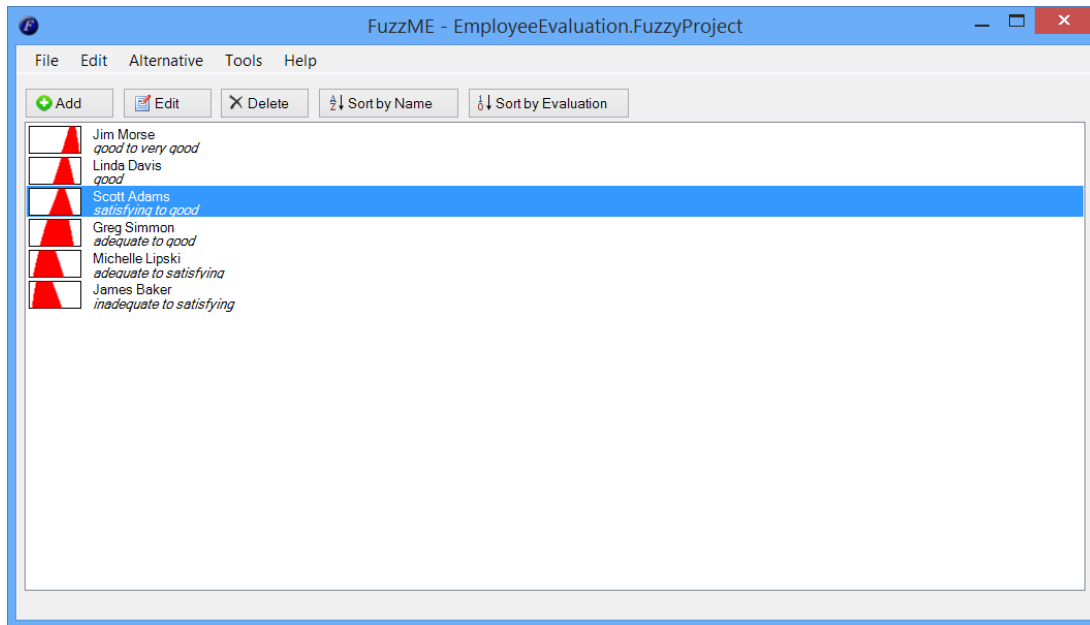 FuzzME - EmployeeEvaluation.FuzzyProject
File Edit Alternative Tools Help
Add Edit Delete Sort by Name Sort by Evaluation
Jim Morse
good to very good
Linda Davis
good
Scott Adams
satisfying to good
Greg Simmon
adequate to good
Michelle Lipski
adequate to satisfying
James Baker
inadequate to satisfying